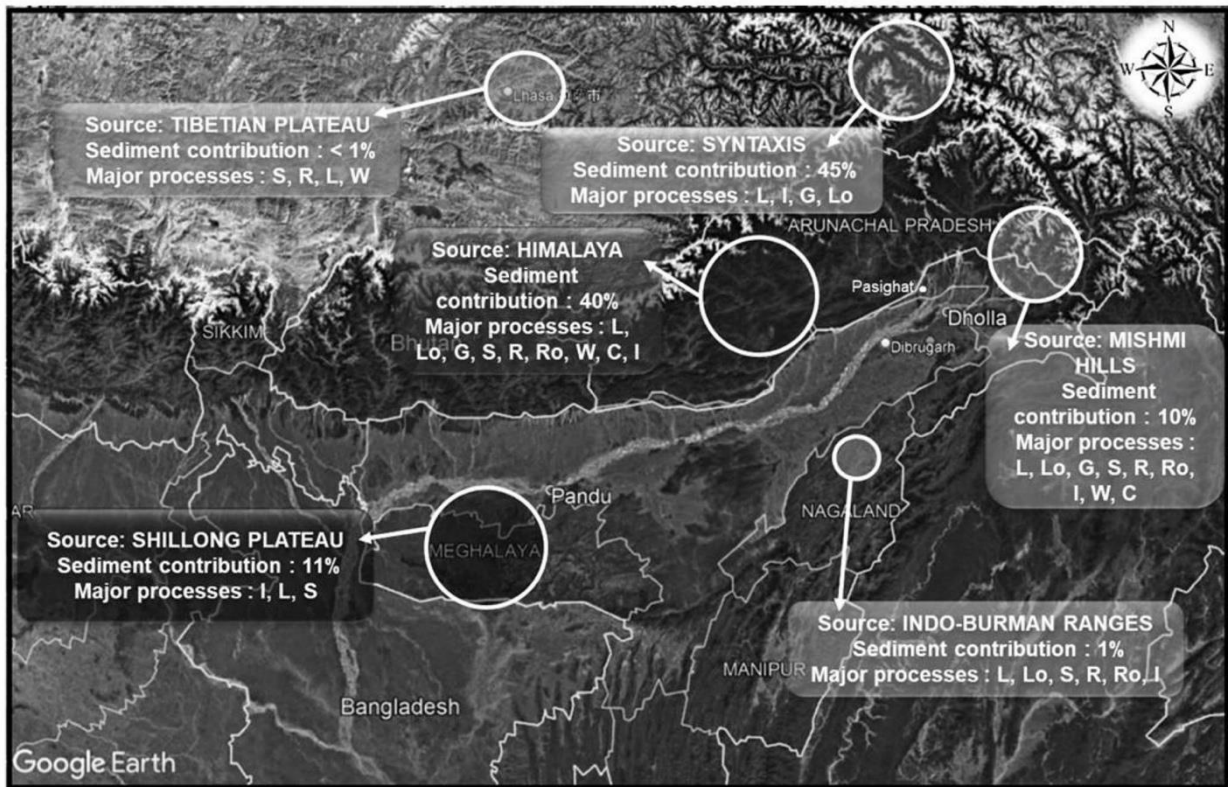 N
W E
S
Lhasa
Source: TIBETIAN PLATEAU
Sediment contribution : < 1%
Major processes : S, R, L, W
Source: SYNTAXIS
Sediment contribution : 45%
Major processes : L, I, G, Lo
ARUNACHAL PRADESH
Source: HIMALAYA
Sediment
contribution : 40%
Major processes : L,
Lo, G, S, R, Ro, W, C, I
Pasighat
Dholla
SIKKIM
Bhutan
Dibrugarh
Source: MISHMI
HILLS
Sediment
contribution : 10%
Major processes :
L, Lo, G, S, R, Ro,
I, W, C
Pandu
NAGALAND
AR
Source: SHILLONG PLATEAU
Sediment contribution : 11%
Major processes : I, L, S
MEGHALAYA
Source: INDO-BURMAN RANGES
Sediment contribution : 1%
Major processes : L, Lo, S, R, Ro, I
MANIPUR
Bangladesh
Google Earth